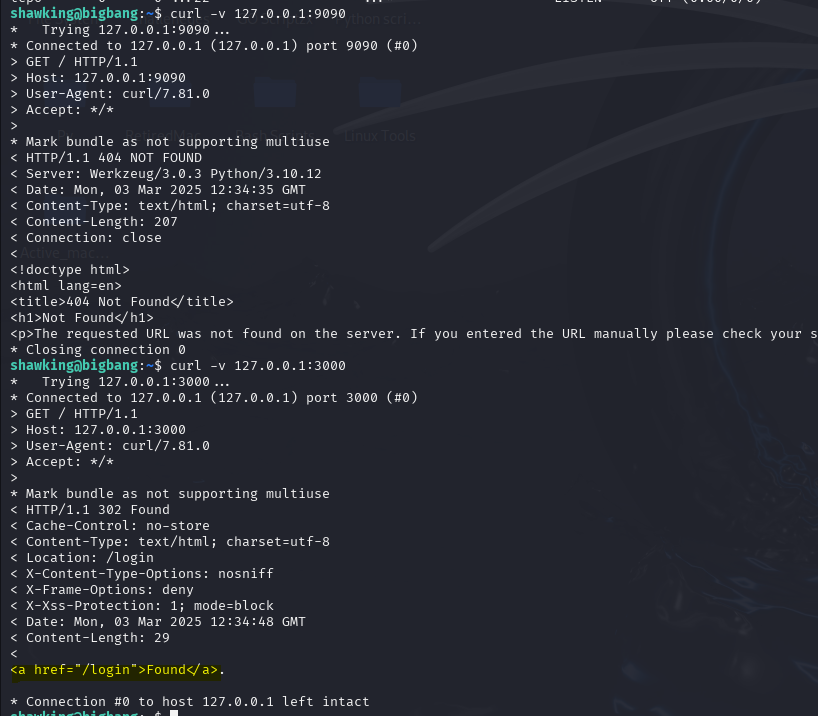 shawking@bigbang:~$ curl -v 127.0.0.1:9090
*   Trying 127.0.0.1:9090...
* Connected to 127.0.0.1 (127.0.0.1) port 9090 (#0)
> GET / HTTP/1.1
> Host: 127.0.0.1:9090
> User-Agent: curl/7.81.0
> Accept: */*
>
* Mark bundle as not supporting multiuse
< HTTP/1.1 404 NOT FOUND
< Server: Werkzeug/3.0.3 Python/3.10.12
< Date: Mon, 03 Mar 2025 12:34:35 GMT
< Content-Type: text/html; charset=utf-8
< Content-Length: 207
< Connection: close
<
<!doctype html>
<html lang=en>
<title>404 Not Found</title>
<h1>Not Found</h1>
<p>The requested URL was not found on the server. If you entered the URL manually please check your s
* Closing connection 0
shawking@bigbang:~$ curl -v 127.0.0.1:3000
*   Trying 127.0.0.1:3000...
* Connected to 127.0.0.1 (127.0.0.1) port 3000 (#0)
> GET / HTTP/1.1
> Host: 127.0.0.1:3000
> User-Agent: curl/7.81.0
> Accept: */*
>
* Mark bundle as not supporting multiuse
< HTTP/1.1 302 Found
< Cache-Control: no-store
< Content-Type: text/html; charset=utf-8
< Location: /login
< X-Content-Type-Options: nosniff
< X-Frame-Options: deny
< X-Xss-Protection: 1; mode=block
< Date: Mon, 03 Mar 2025 12:34:48 GMT
< Content-Length: 29
<
<a href="/login">Found</a>.
* Connection #0 to host 127.0.0.1 left intact
shawking@bigbang:~$